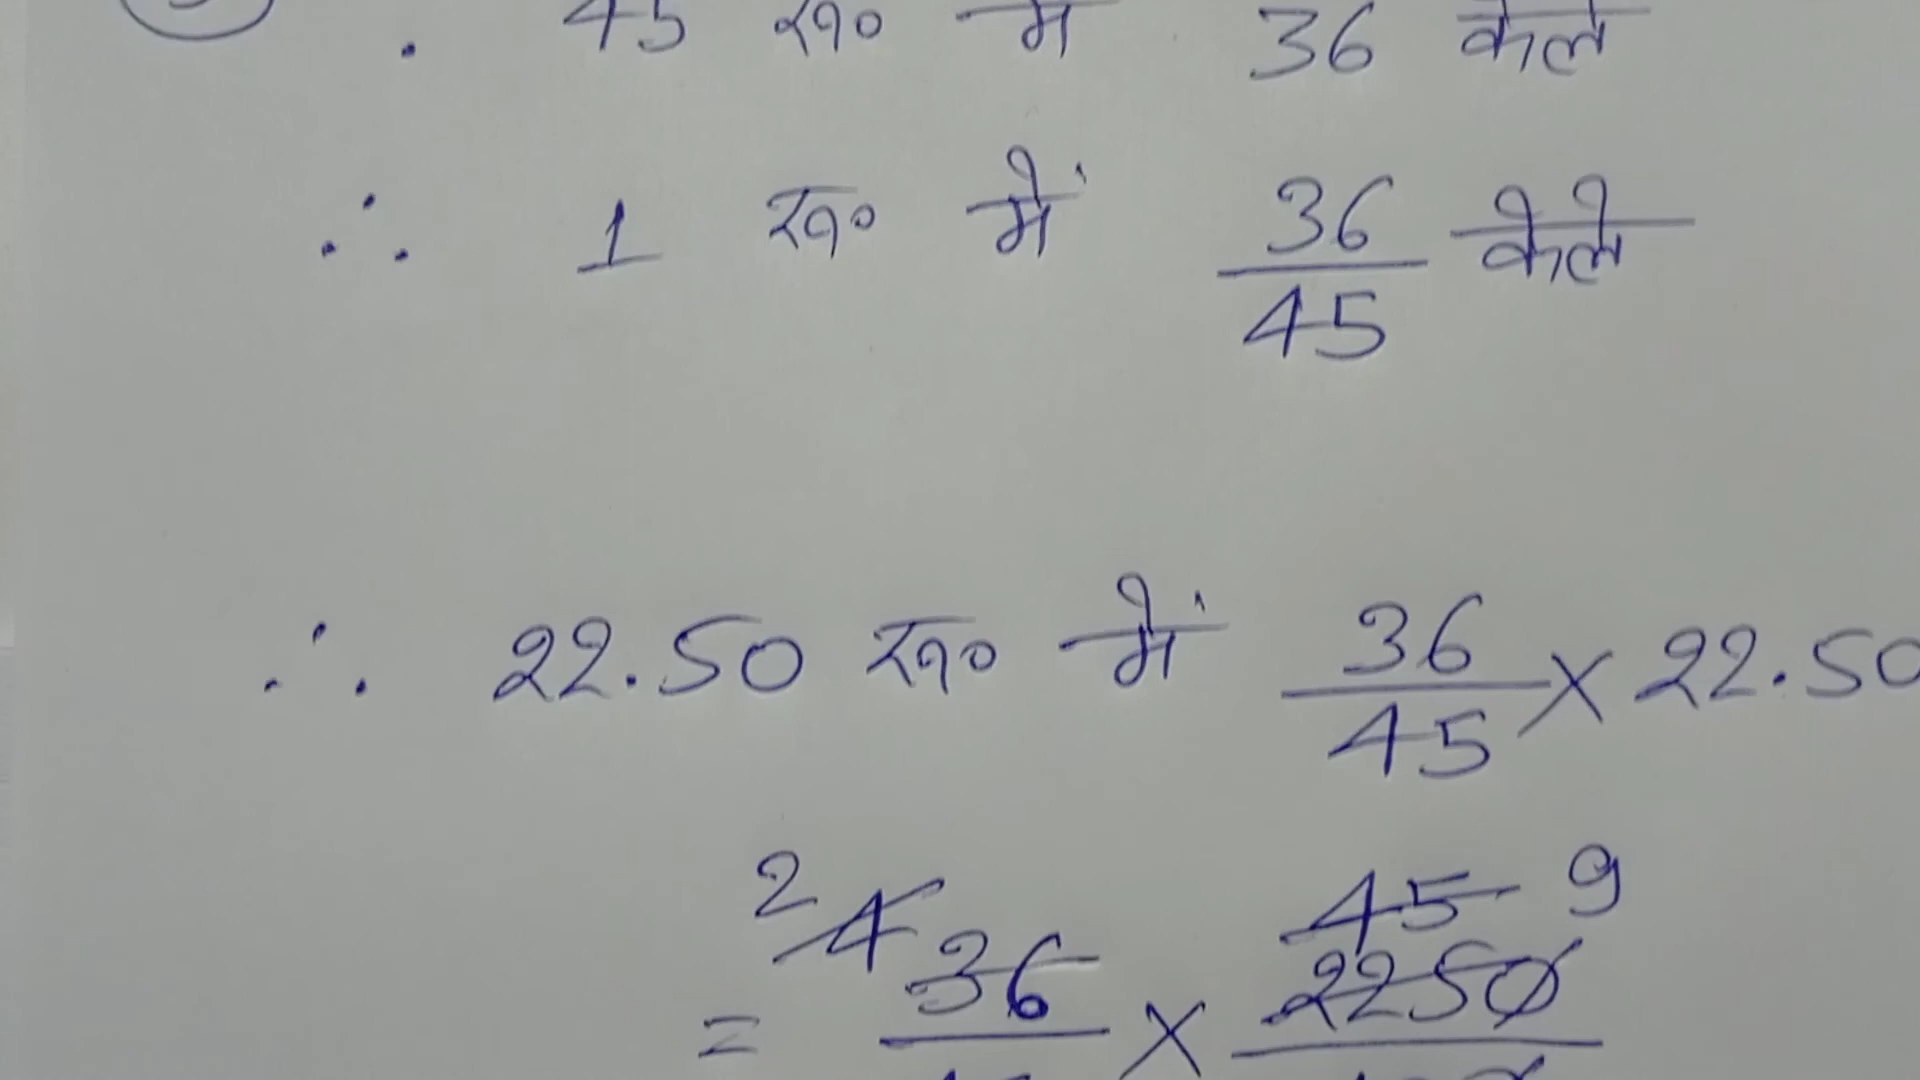 45 रु० में 36 केले
∴ 1 रु० में 36/45 केले
∴ 22.50 रु० में 36/45 × 22.50
2 4 45 9
= 36 × 2250